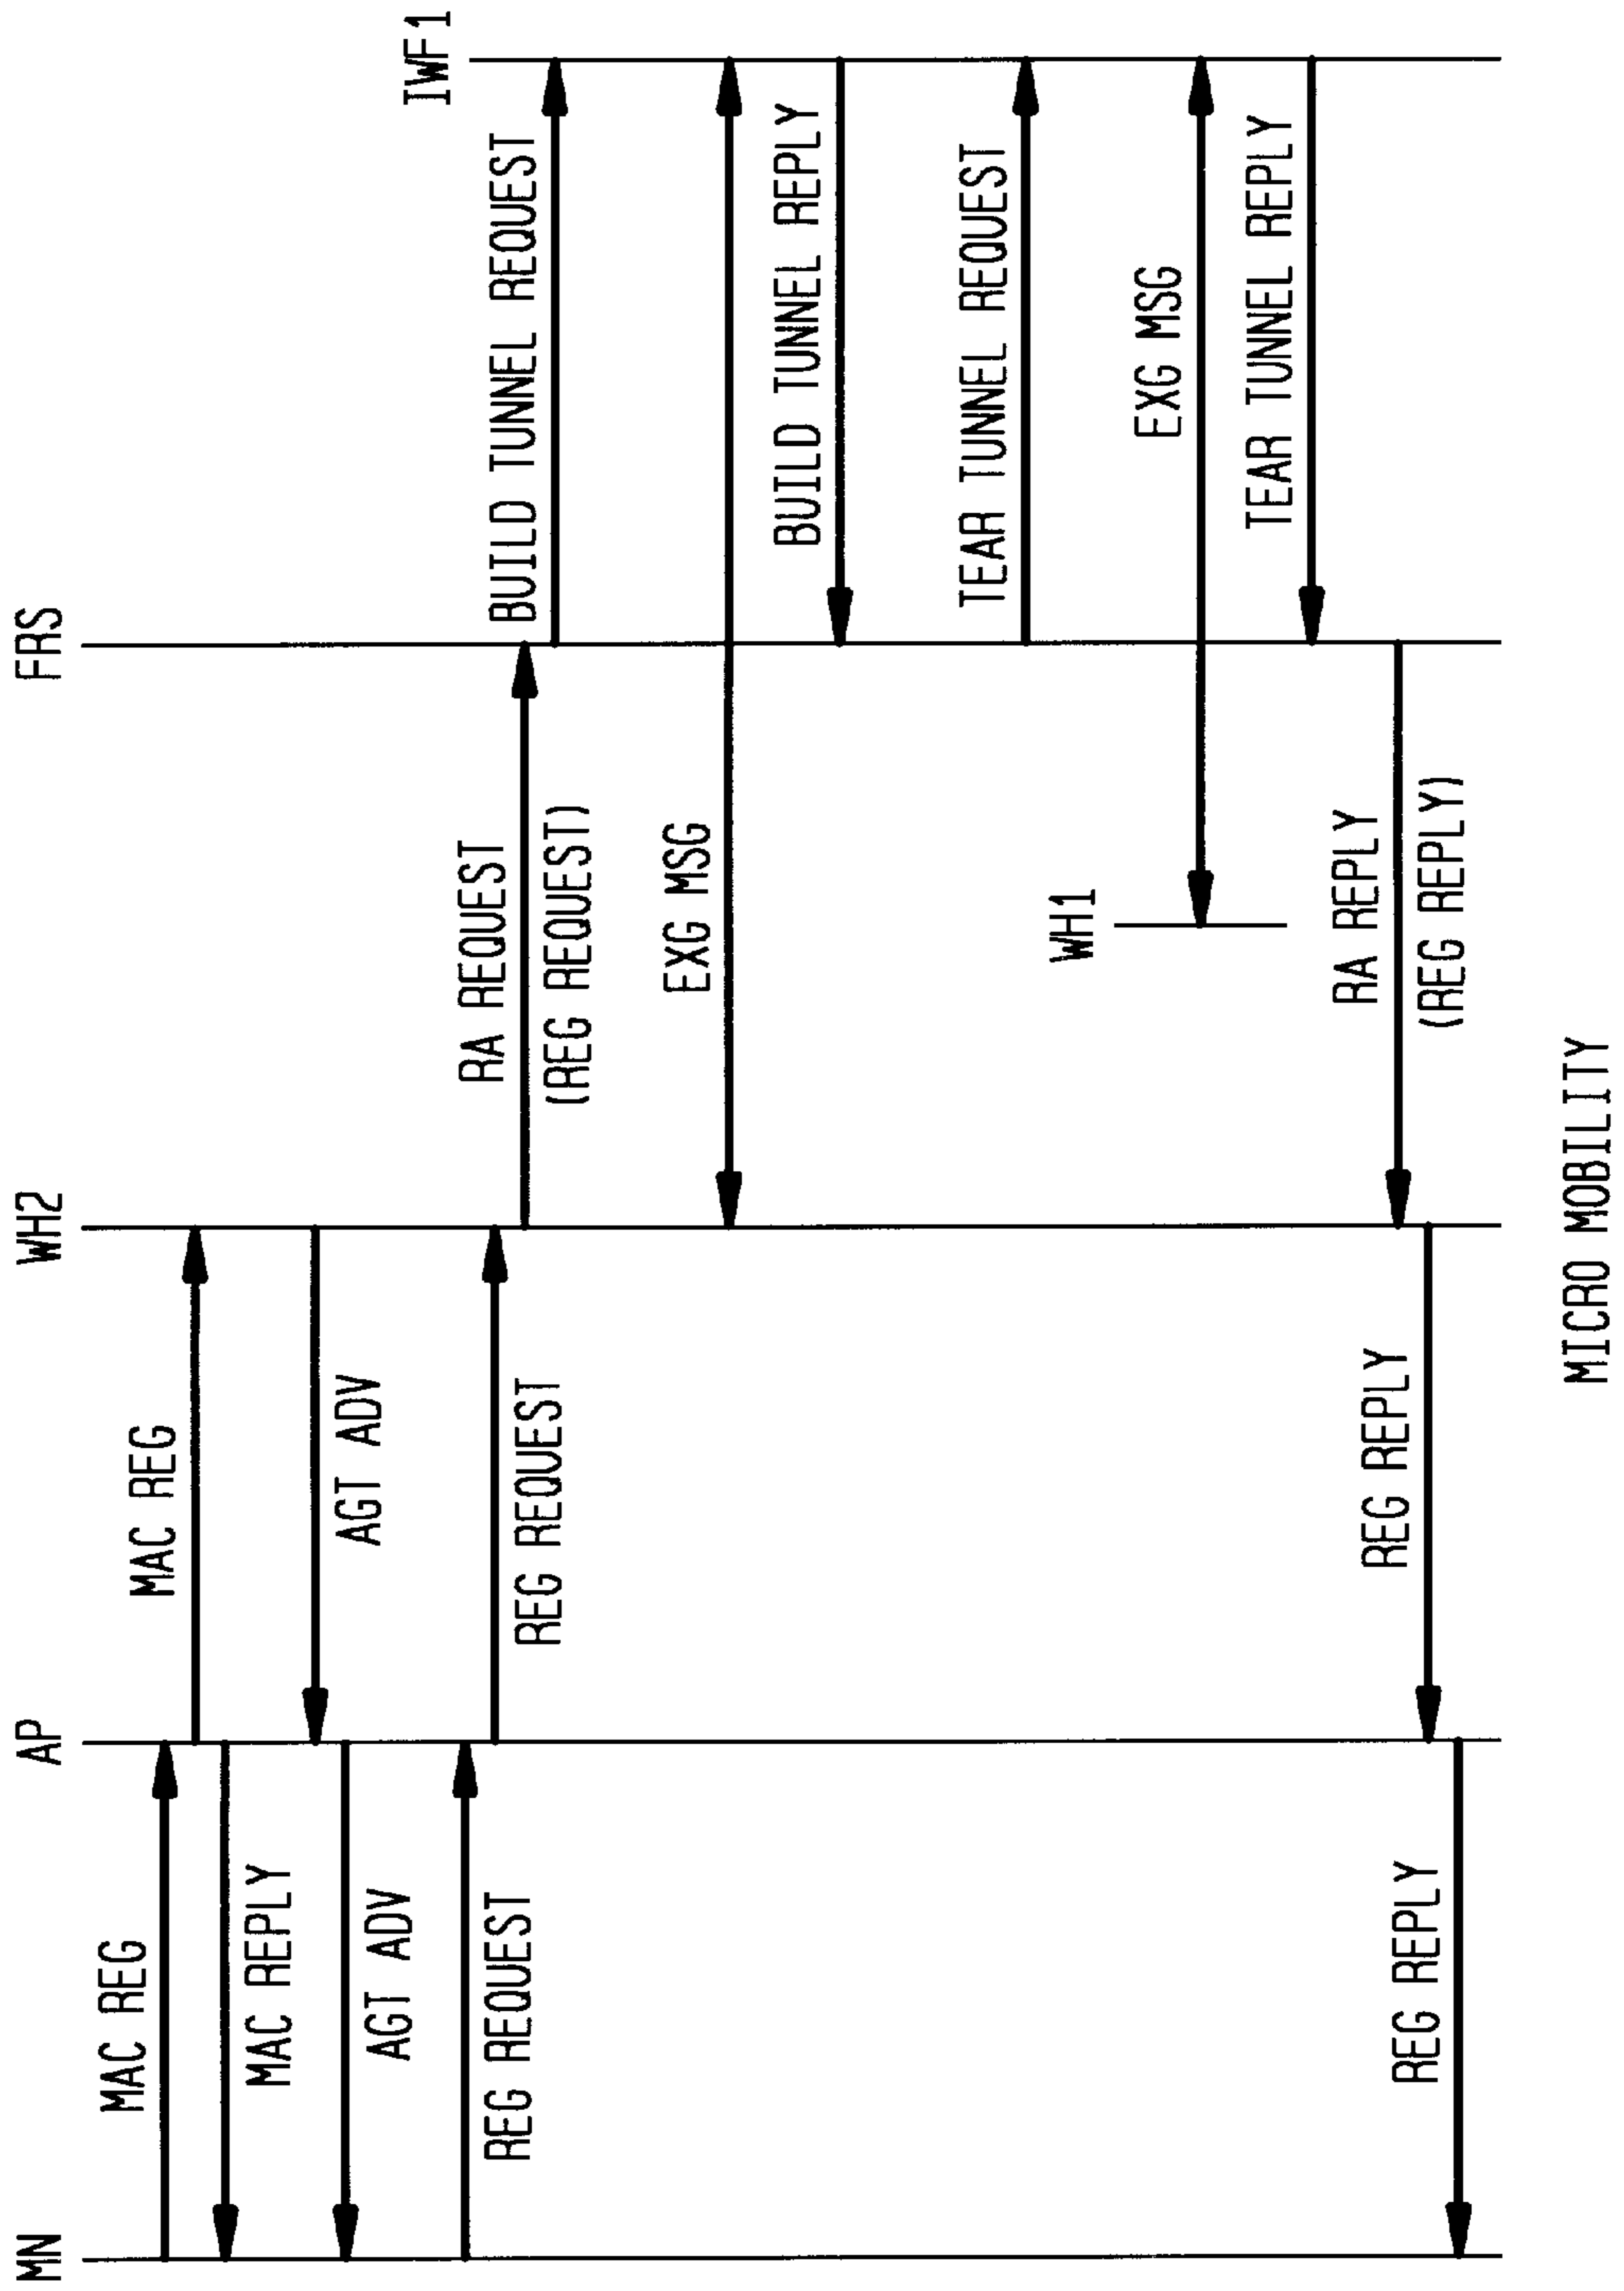 MN
AP
WH2
FRS
IWF1
MAC REG
MAC REG
MAC REPLY
AGT ADV
AGT ADV
REG REQUEST
REG REQUEST
RA REQUEST
(REG REQUEST)
BUILD TUNNEL REQUEST
EXG MSG
BUILD TUNNEL REPLY
TEAR TUNNEL REQUEST
WH1
EXG MSG
TEAR TUNNEL REPLY
RA REPLY
(REG REPLY)
REG REPLY
REG REPLY
MICRO MOBILITY